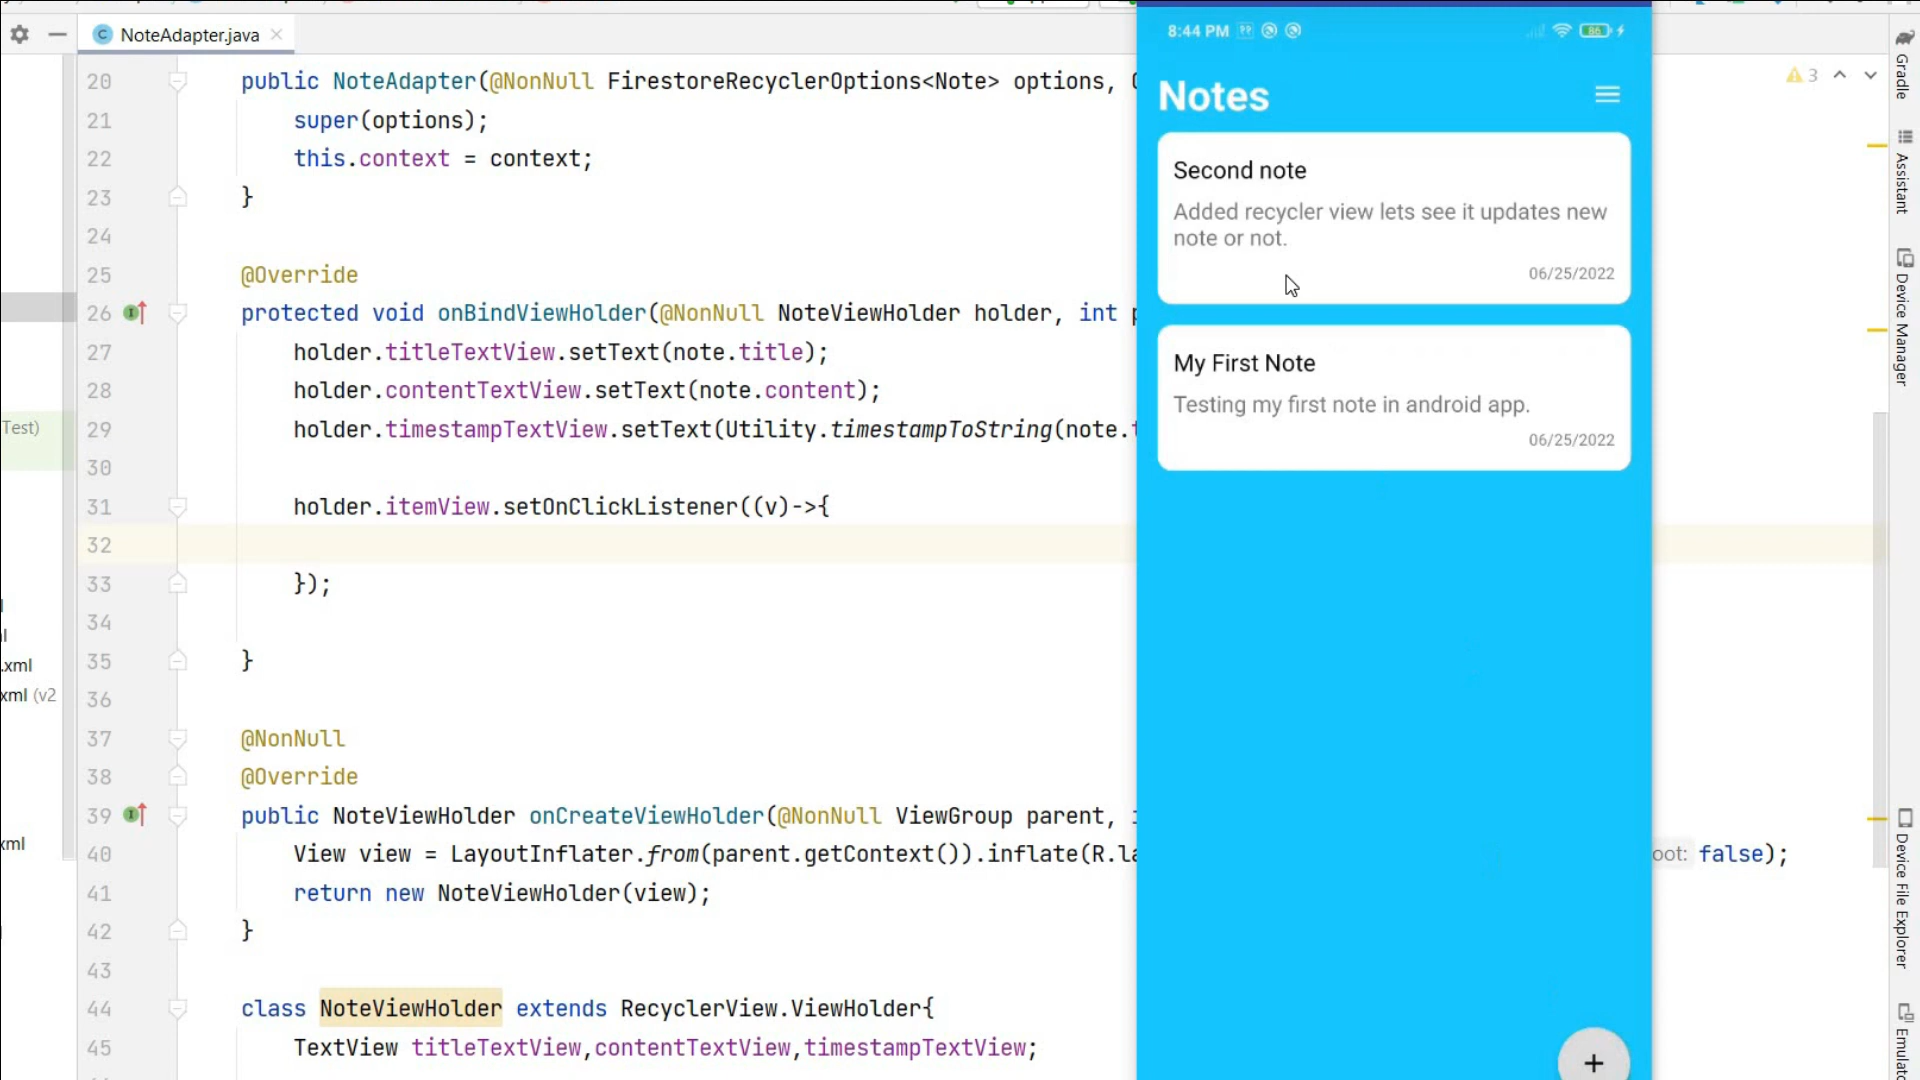 NoteAdapter.java
20 public NoteAdapter(@NonNull FirestoreRecyclerOptions<Note> options,
21 super(options);
22 this.context = context;
23 }
24
25 @Override
26 protected void onBindViewHolder(@NonNull NoteViewHolder holder, int
27 holder.titleTextView.setText(note.title);
28 holder.contentTextView.setText(note.content);
29 holder.timestampTextView.setText(Utility.timestampToString(note.
30
31 holder.itemView.setOnClickListener((v)->{
32
33 });
34
35 }
36
37 @NonNull
38 @Override
39 public NoteViewHolder onCreateViewHolder(@NonNull ViewGroup parent,
40 View view = LayoutInflater.from(parent.getContext()).inflate(R.la
oot: false);
41 return new NoteViewHolder(view);
42 }
43
44 class NoteViewHolder extends RecyclerView.ViewHolder{
45 TextView titleTextView,contentTextView,timestampTextView;
Test)
.xml
xml (v2
xml
8:44 PM
86
Notes
Second note
Added recycler view lets see it updates new
note or not.
06/25/2022
My First Note
Testing my first note in android app.
06/25/2022
+
3
Gradle
Assistant
Device Manager
Device File Explorer
Emulato